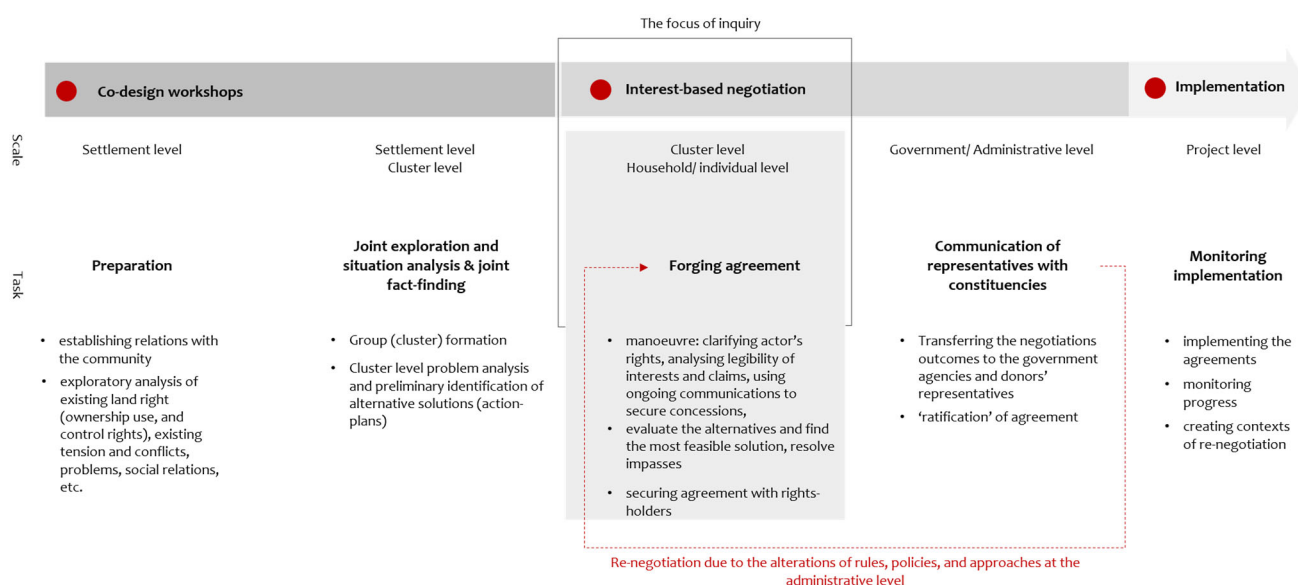 The focus of inquiry
Co-design workshops
Interest-based negotiation
Implementation
Scale
Settlement level
Settlement level
Cluster level
Cluster level
Household/ individual level
Government/ Administrative level
Project level
Task
Preparation
Joint exploration and
situation analysis & joint
fact-finding
Forging agreement
Communication of
representatives with
constituencies
Monitoring
implementation
• establishing relations with
the community
• exploratory analysis of
existing land right
(ownership use, and
control rights), existing
tension and conflicts,
problems, social relations,
etc.
• Group (cluster) formation
• Cluster level problem analysis
and preliminary identification of
alternative solutions (action-
plans)
• manoeuvre: clarifying actor's
rights, analysing legibility of
interests and claims, using
ongoing communications to
secure concessions,
• evaluate the alternatives and find
the most feasible solution, resolve
impasses
• securing agreement with rights-
holders
• Transferring the negotiations
outcomes to the government
agencies and donors'
representatives
• 'ratification' of agreement
• implementing the
agreements
• monitoring
progress
• creating contexts
of re-negotiation
Re-negotiation due to the alterations of rules, policies, and approaches at the
administrative level